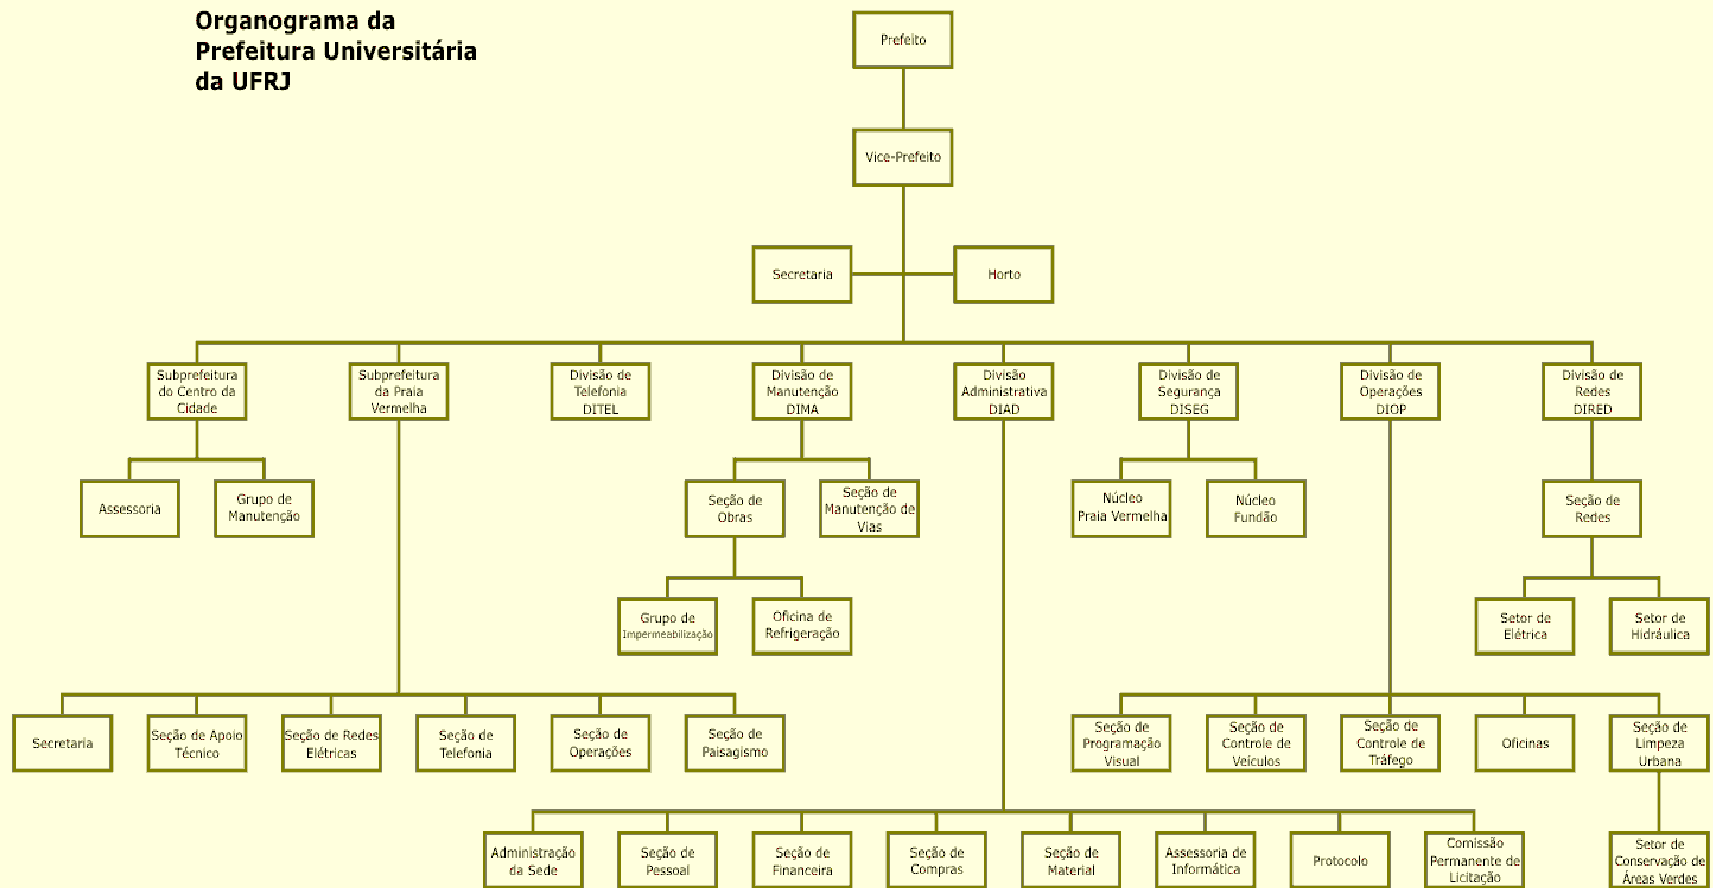 Organograma da
Prefeitura Universitária
da UFRJ
Prefeito
Vice-Prefeito
Secretaria
Horto
Subprefeitura
do Centro da
Cidade
Subprefeitura
da Praia
Vermelha
Divisão de
Telefonia
DITEL
Divisão de
Manutenção
DIMA
Divisão
Administrativa
DIAD
Divisão de
Segurança
DISEG
Divisão de
Operações
DIOP
Divisão de
Redes
DIRED
Assessoria
Grupo de
Manutenção
Seção de
Obras
Seção de
Manutenção de
Vias
Núcleo
Praia Vermelha
Núcleo
Fundão
Seção de
Redes
Grupo de
Impermeabilização
Oficina de
Refrigeração
Setor de
Elétrica
Setor de
Hidráulica
Secretaria
Seção de Apoio
Técnico
Seção de Redes
Elétricas
Seção de
Telefonia
Seção de
Operações
Seção de
Paisagismo
Seção de
Programação
Visual
Seção de
Controle de
Veículos
Seção de
Controle de
Tráfego
Oficinas
Seção de
Limpeza
Urbana
Administração
da Sede
Seção de
Pessoal
Seção de
Financeira
Seção de
Compras
Seção de
Material
Assessoria de
Informática
Protocolo
Comissão
Permanente de
Licitação
Setor de
Conservação de
Áreas Verdes